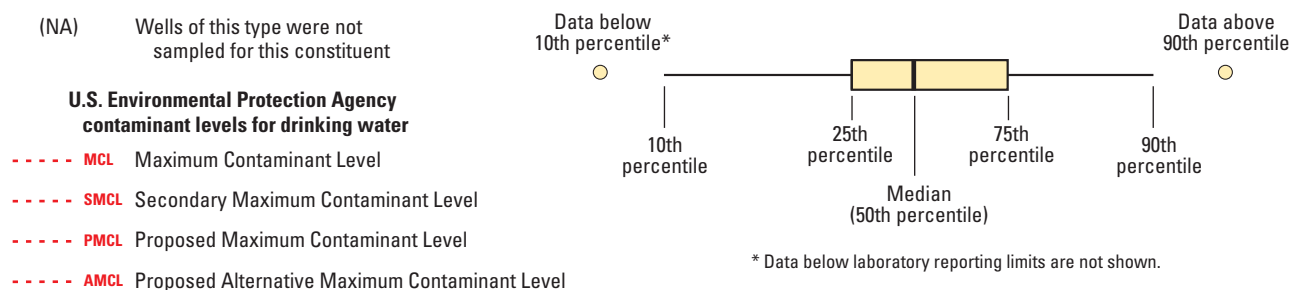 (NA) Wells of this type were not
sampled for this constituent
U.S. Environmental Protection Agency
contaminant levels for drinking water
----- MCL Maximum Contaminant Level
----- SMCL Secondary Maximum Contaminant Level
----- PMCL Proposed Maximum Contaminant Level
----- AMCL Proposed Alternative Maximum Contaminant Level
Data below
10th percentile*
Data above
90th percentile
10th
percentile
25th
percentile
Median
(50th percentile)
75th
percentile
90th
percentile
* Data below laboratory reporting limits are not shown.